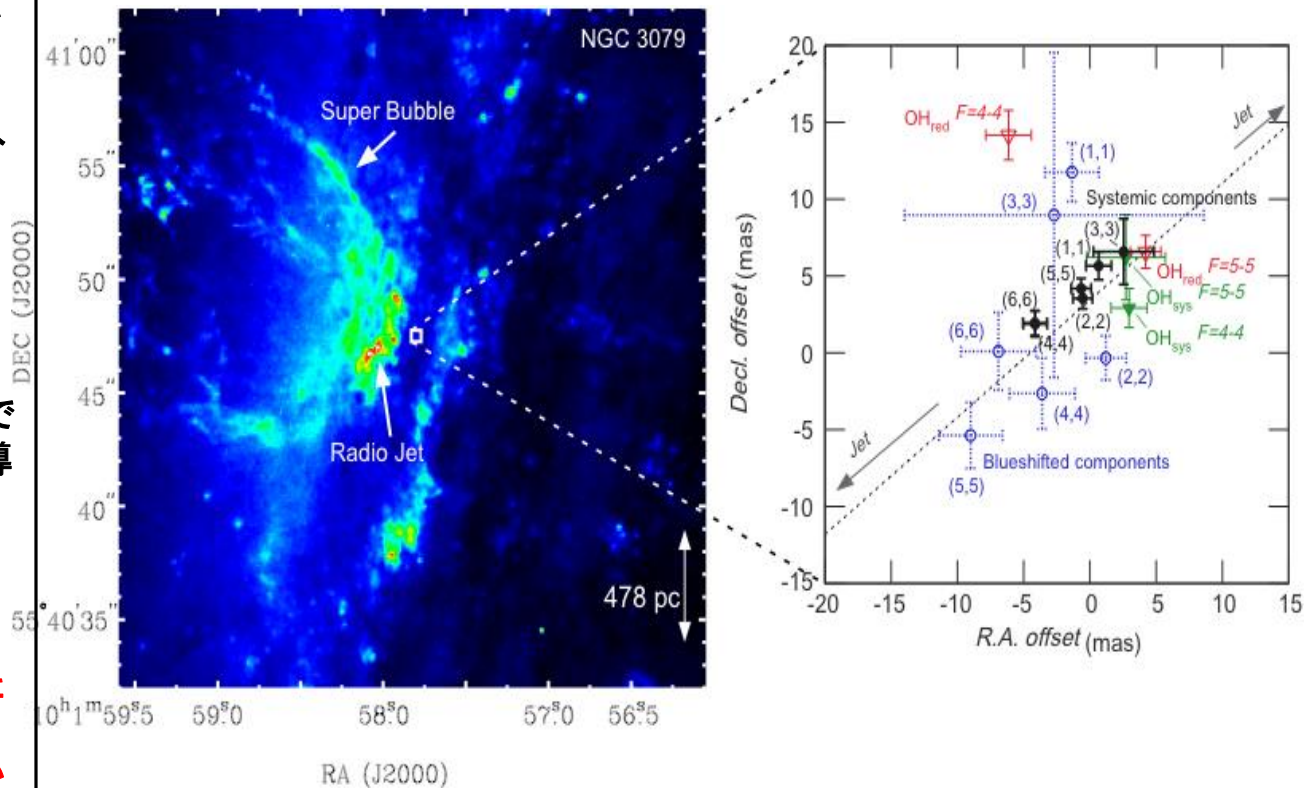 NGC 3079
Super Bubble
Radio Jet
478 pc
41'00"
55"
50"
45"
40"
55°40'35"
DEC (J2000)
10h1m59s.5 59s.0 58s.0 57s.0 56s.5
RA (J2000)
20
15
10
5
0
-5
-10
-15
Decl. offset (mas)
-20 -15 -10 -5 0 5 10 15
R.A. offset (mas)
Jet
OHred F=4-4
(1,1)
(3,3)
Systemic components
(3,3)
(1,1)
OHred F=5-5
(5,5)
OHsys F=5-5
(6,6)
(2,2)
OHsys F=4-4
(4,4)
(6,6)
(2,2)
(4,4)
Jet
Blueshifted components
(5,5)
で
導